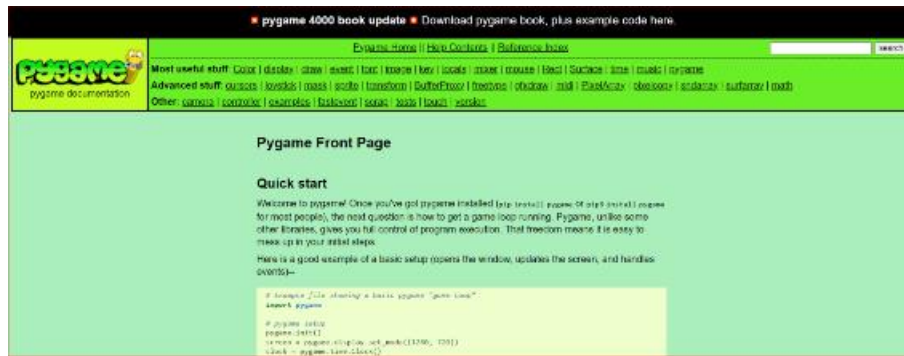 pygame 4000 book update Download pygame book, plus example code here.
Pygame Home || Help Contents || Reference Index
search
pygame
pygame documentation
Most useful stuff: Color | display | draw | event | font | image | key | locals | mixer | mouse | Rect | Surface | time | music | pygame
Advanced stuff: cursors | joystick | mask | sprite | transform | BufferProxy | freetype | gfxdraw | midi | PixelArray | pixelcopy | sndarray | surfarray | math
Other: camera | controller | examples | fastevent | scrap | tests | touch | version
Pygame Front Page
Quick start
Welcome to pygame! Once you've got pygame installed (pip install pygame or pip3 install pygame
for most people), the next question is how to get a game loop running. Pygame, unlike some
other libraries, gives you full control of program execution. That freedom means it is easy to
mess up in your initial steps.
Here is a good example of a basic setup (opens the window, updates the screen, and handles
events)--
# Example file showing a basic pygame "game loop"
import pygame
# pygame setup
pygame.init()
screen = pygame.display.set_mode((1280, 720))
clock = pygame.time.Clock()